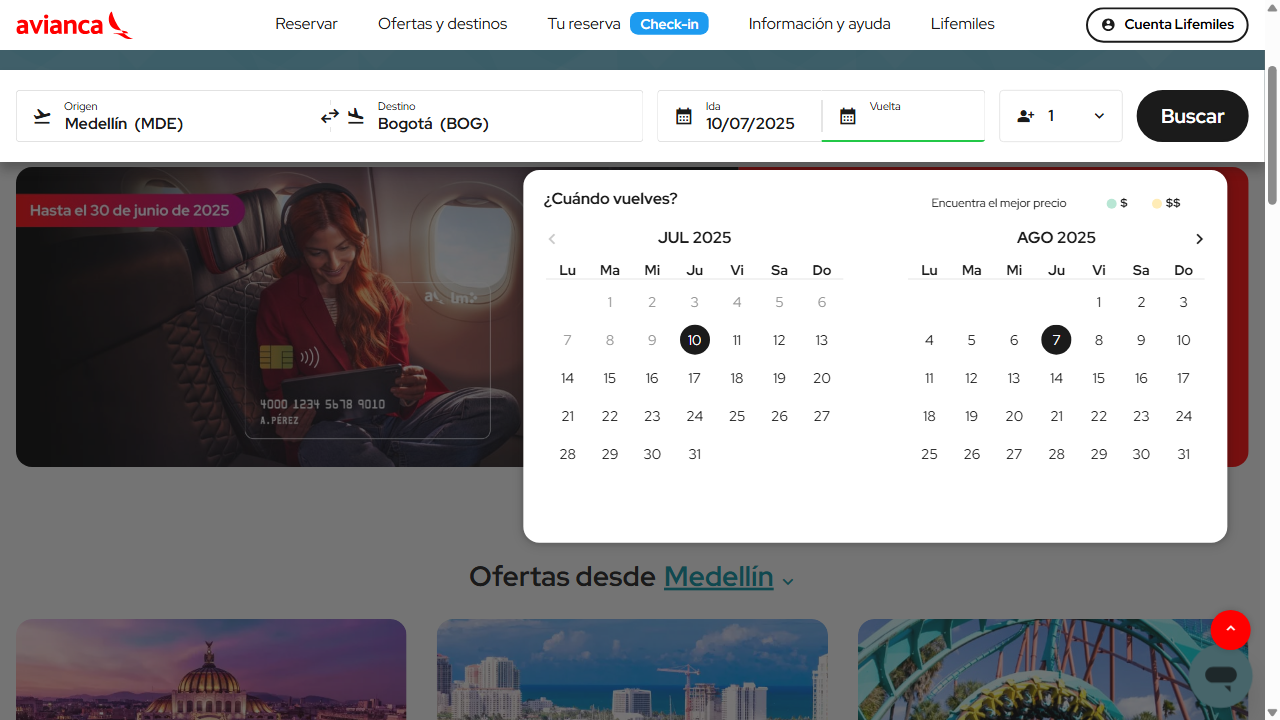 avianca
Reservar
Ofertas y destinos
Tu reserva
Check-in
Información y ayuda
Lifemiles
Cuenta Lifemiles
Origen
Medellín (MDE)
Destino
Bogotá (BOG)
Ida
10/07/2025
Vuelta
1
Buscar
Hasta el 30 de junio de 2025
4000 1234 5678 9010
A.PÉREZ
¿Cuándo vuelves?
Encuentra el mejor precio
$
$$
JUL 2025
Lu Ma Mi Ju Vi Sa Do
1 2 3 4 5 6
7 8 9 10 11 12 13
14 15 16 17 18 19 20
21 22 23 24 25 26 27
28 29 30 31
AGO 2025
Lu Ma Mi Ju Vi Sa Do
1 2 3
4 5 6 7 8 9 10
11 12 13 14 15 16 17
18 19 20 21 22 23 24
25 26 27 28 29 30 31
Ofertas desde Medellín